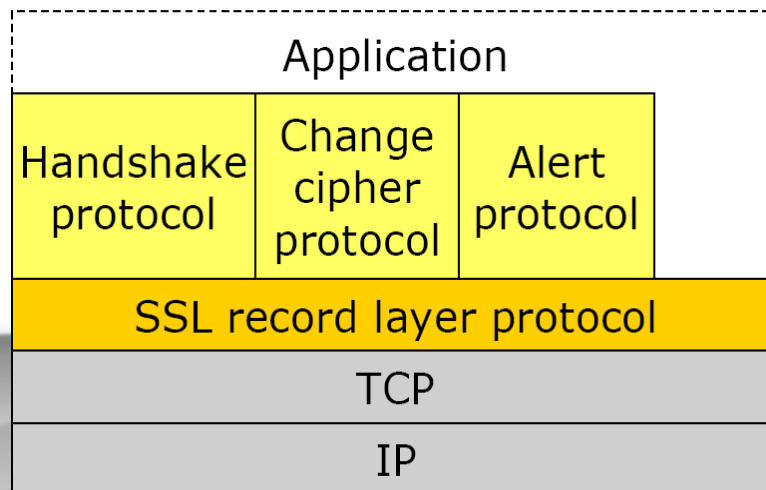 Application
Handshake
protocol
Change
cipher
protocol
Alert
protocol
SSL record layer protocol
TCP
IP